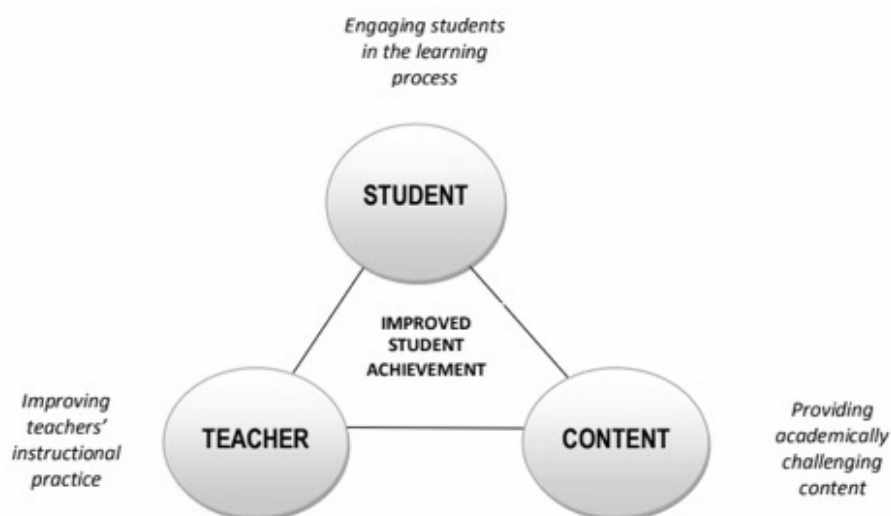 Engaging students
in the learning
process
STUDENT
IMPROVED
STUDENT
ACHIEVEMENT
Improving
teachers’
instructional
practice
TEACHER
CONTENT
Providing
academically
challenging
content